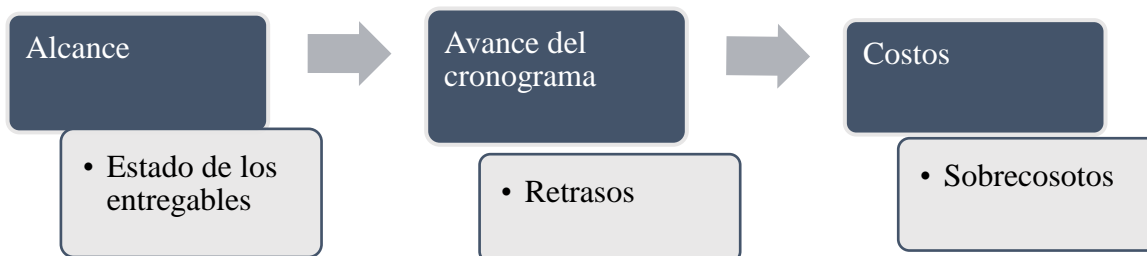 Alcance
• Estado de los
entregables
Avance del
cronograma
• Retrasos
Costos
• Sobrecosotos